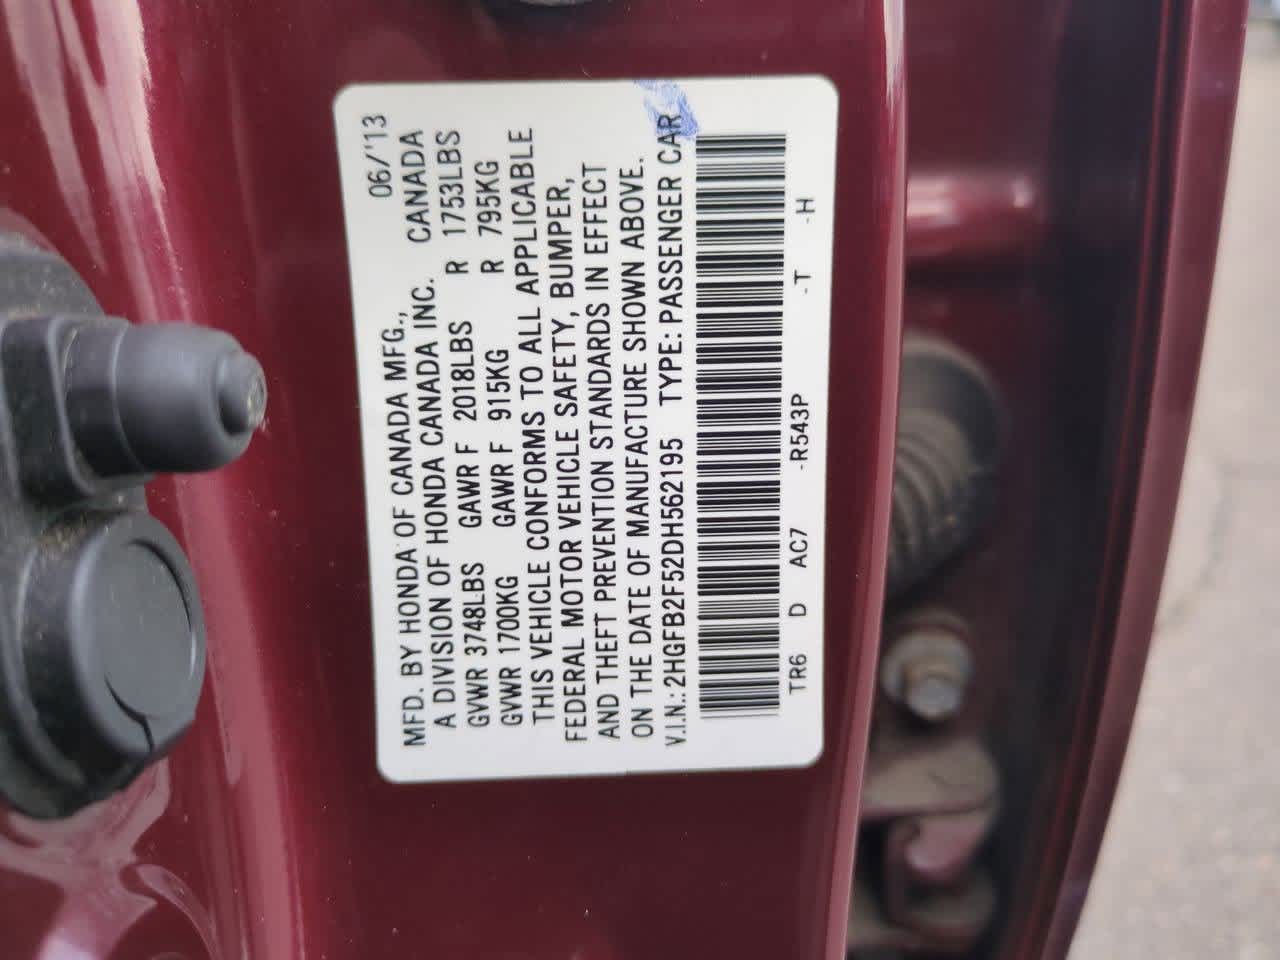 06/'13
MFD. BY HONDA OF CANADA MFG.,
A DIVISION OF HONDA CANADA INC. CANADA
GVWR 3748LBS GAWR F 2018LBS R 1753LBS
GVWR 1700KG GAWR F 915KG R 795KG
THIS VEHICLE CONFORMS TO ALL APPLICABLE
FEDERAL MOTOR VEHICLE SAFETY, BUMPER,
AND THEFT PREVENTION STANDARDS IN EFFECT
ON THE DATE OF MANUFACTURE SHOWN ABOVE.
V.I.N.: 2HGFB2F52DH562195 TYPE: PASSENGER CAR
TR6 D AC7 -R543P -T -H